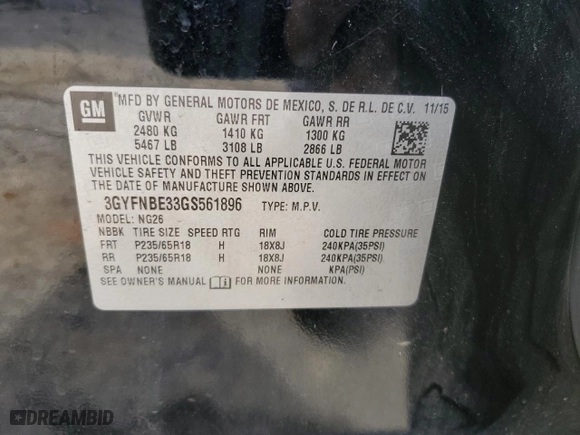 GM
MFD BY GENERAL MOTORS DE MEXICO, S. DE R.L. DE C.V. 11/15
GVWR GAWR FRT GAWR RR
2480 KG 1410 KG 1300 KG
5467 LB 3108 LB 2866 LB
THIS VEHICLE CONFORMS TO ALL APPLICABLE U.S. FEDERAL MOTOR
VEHICLE SAFETY AND THEFT PREVENTION STANDARDS IN EFFECT ON
THE DATE OF MANUFACTURE SHOWN ABOVE.
3GYFNBE33GS561896 TYPE: M.P.V.
MODEL: NG26
NBBK TIRE SIZE SPEED RTG RIM COLD TIRE PRESSURE
FRT P235/65R18 H 18X8J 240KPA(35PSI)
RR P235/65R18 H 18X8J 240KPA(35PSI)
SPA NONE NONE KPA(PSI)
SEE OWNER'S MANUAL FOR MORE INFORMATION.
DREAMBID